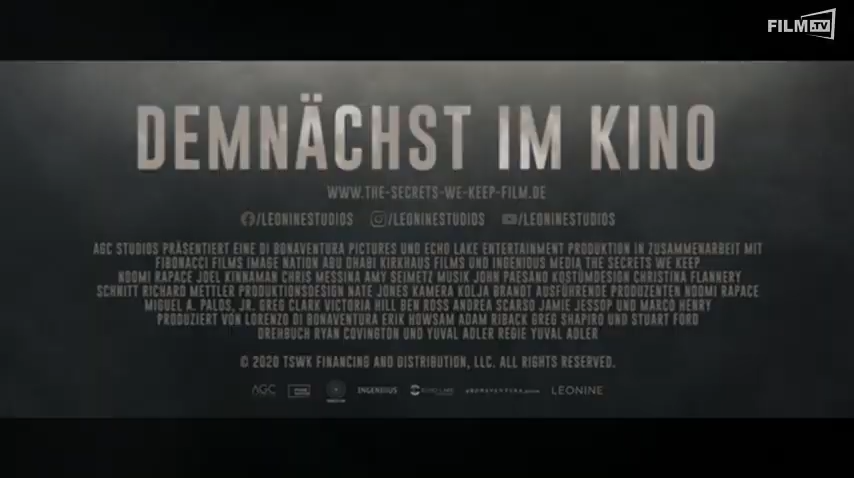 FILM.TV
DEMNÄCHST IM KINO
WWW.THE-SECRETS-WE-KEEP-FILM.DE
/LEONINESTUDIOS /LEONINESTUDIOS /LEONINESTUDIOS
AGC STUDIOS PRÄSENTIERT EINE DI BONAVENTURA PICTURES UND ECHO LAKE ENTERTAINMENT PRODUKTION IN ZUSAMMENARBEIT MIT
FIBONACCI FILMS IMAGE NATION ABU DHABI KIRKHAUS FILMS UND INGENIOUS MEDIA THE SECRETS WE KEEP
NOOMI RAPACE JOEL KINNAMAN CHRIS MESSINA AMY SEIMETZ MUSIK JOHN PAESANO KOSTÜMDESIGN CHRISTINA FLANNERY
SCHNITT RICHARD METTLER PRODUKTIONSDESIGN NATE JONES KAMERA KOLJA BRANDT AUSFÜHRENDE PRODUZENTEN NOOMI RAPACE
MIGUEL A. PALOS, JR. GREG CLARK VICTORIA HILL BEN ROSS ANDREA SCARSO JAMIE JESSOP UND MARCO HENRY
PRODUZIERT VON LORENZO DI BONAVENTURA ERIK HOWSAM ADAM RIBACK GREG SHAPIRO UND STUART FORD
DREHBUCH RYAN COVINGTON UND YUVAL ADLER REGIE YUVAL ADLER
© 2020 TSWK FINANCING AND DISTRIBUTION, LLC. ALL RIGHTS RESERVED.
AGC INGENIOUS ECHO LAKE diBONAVENTURA LEONINE